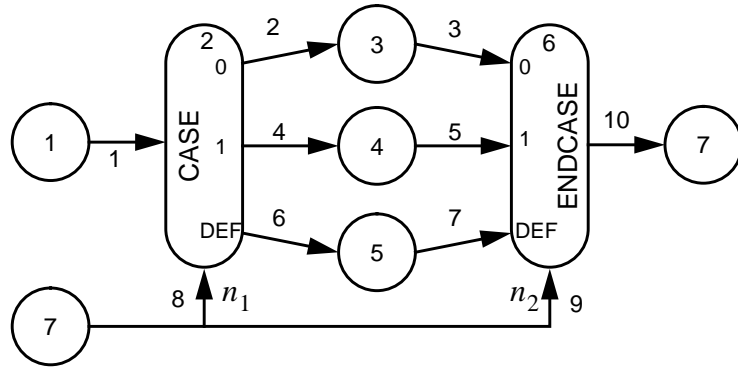 2 2 3 3 6
0 0
1 1 CASE 1 4 4 5 1 ENDCASE 10 7
DEF 6 5 7 DEF
7 8 n1 n2 9